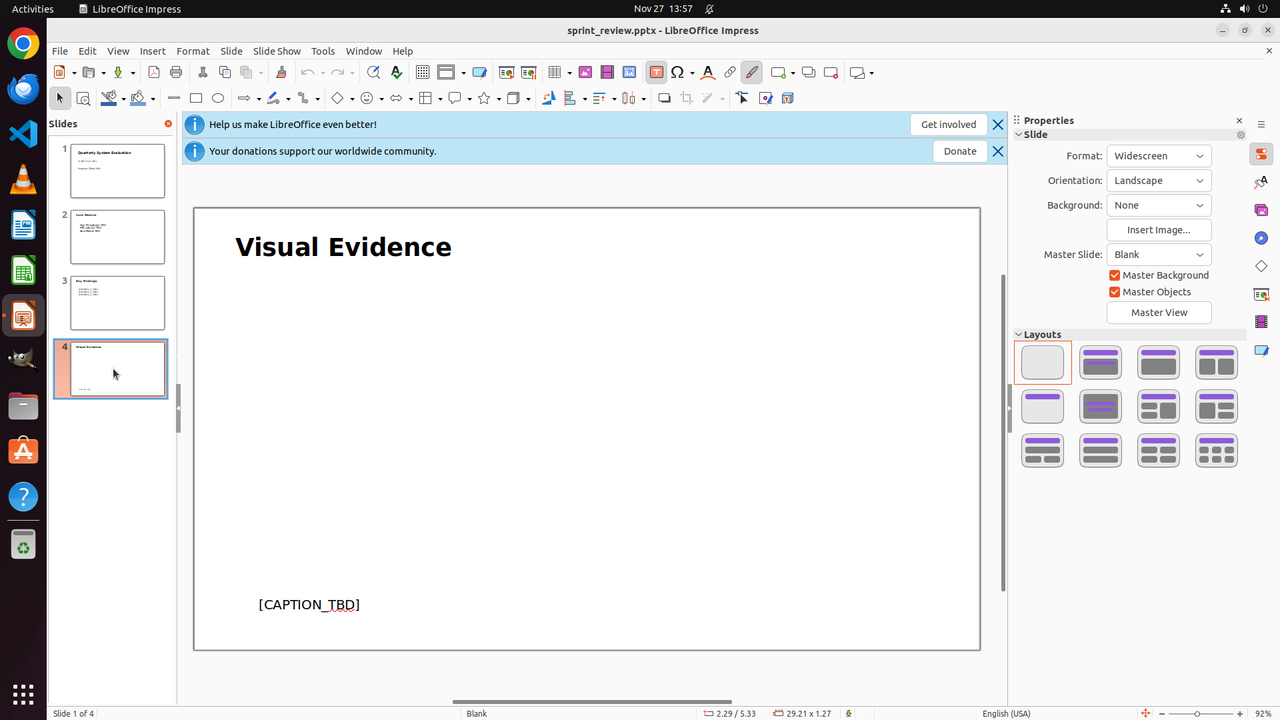 Activities
LibreOffice Impress
Nov 27 13:57
sprint_review.pptx - LibreOffice Impress
File Edit View Insert Format Slide Slide Show Tools Window Help
Slides
Help us make LibreOffice even better!
Get involved
Your donations support our worldwide community.
Donate
1
Quarterly System Evaluation
2
3
Key Findings
4
Visual Evidence
Visual Evidence
[CAPTION_TBD]
Properties
Slide
Format: Widescreen
Orientation: Landscape
Background: None
Insert Image...
Master Slide: Blank
Master Background
Master Objects
Master View
Layouts
Slide 1 of 4
Blank
2.29 / 5.33
29.21 x 1.27
English (USA)
92%